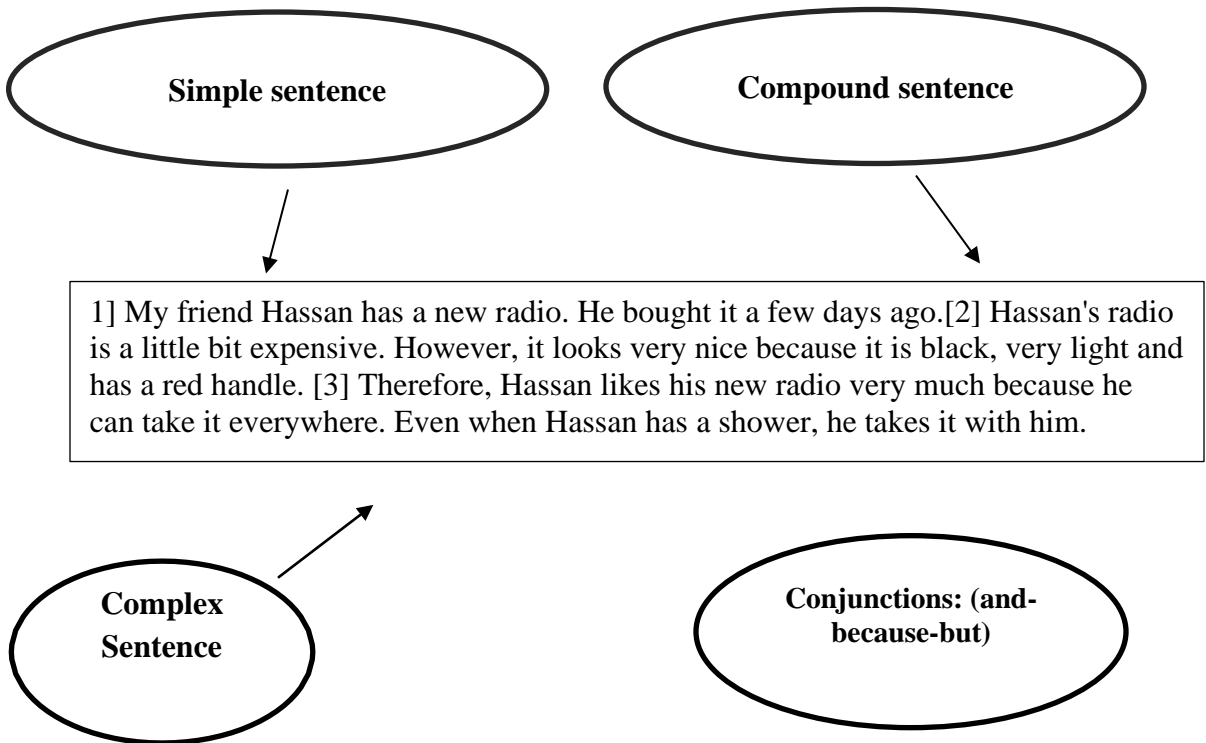 Simple sentence
Compound sentence
1] My friend Hassan has a new radio. He bought it a few days ago.[2] Hassan's radio
is a little bit expensive. However, it looks very nice because it is black, very light and
has a red handle. [3] Therefore, Hassan likes his new radio very much because he
can take it everywhere. Even when Hassan has a shower, he takes it with him.
Complex
Sentence
Conjunctions: (and-
because-but)